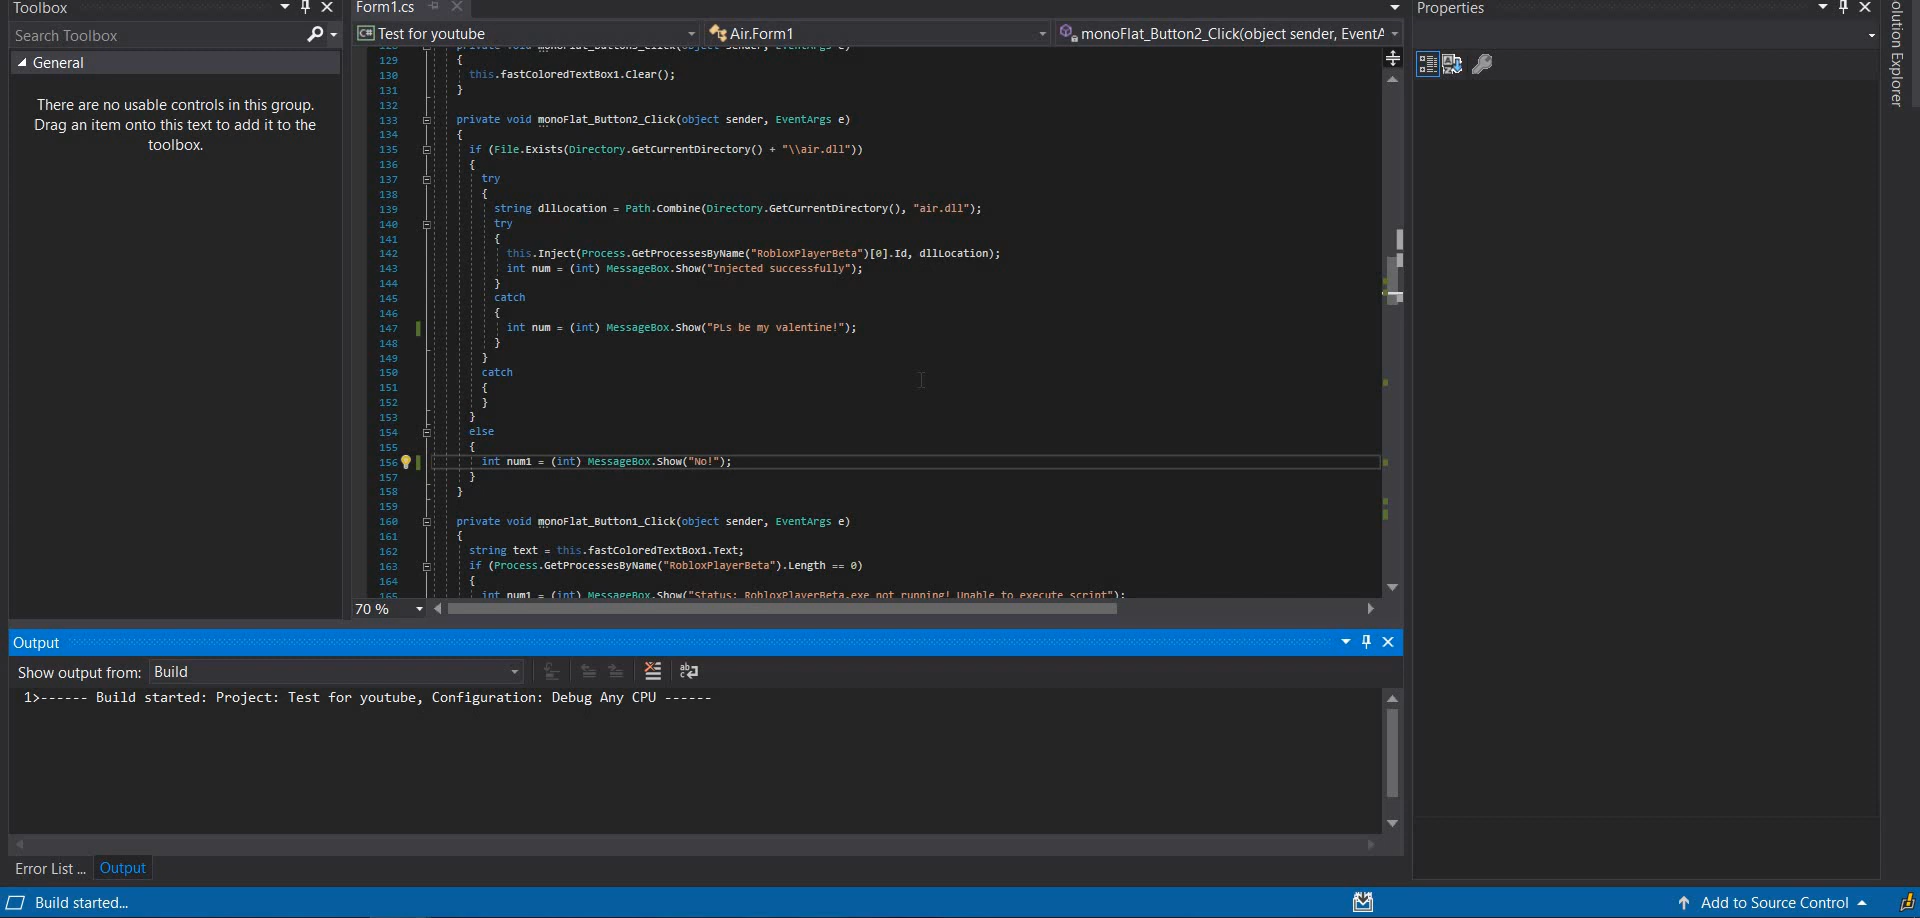 Toolbox
Search Toolbox
General
There are no usable controls in this group.
Drag an item onto this text to add it to the
toolbox.
Form1.cs
C# Test for youtube
Air.Form1
monoFlat_Button2_Click(object sender, EventA
129 {
130 this.fastColoredTextBox1.Clear();
131 }
132
133 private void monoFlat_Button2_Click(object sender, EventArgs e)
134 {
135 if (File.Exists(Directory.GetCurrentDirectory() + "\\air.dll"))
136 {
137 try
138 {
139 string dllLocation = Path.Combine(Directory.GetCurrentDirectory(), "air.dll");
140 try
141 {
142 this.Inject(Process.GetProcessesByName("RobloxPlayerBeta")[0].Id, dllLocation);
143 int num = (int) MessageBox.Show("Injected successfully");
144 }
145 catch
146 {
147 int num = (int) MessageBox.Show("PLs be my valentine!");
148 }
149 }
150 catch
151 {
152 }
153 }
154 else
155 {
156 int num1 = (int) MessageBox.Show("No!");
157 }
158 }
159
160 private void monoFlat_Button1_Click(object sender, EventArgs e)
161 {
162 string text = this.fastColoredTextBox1.Text;
163 if (Process.GetProcessesByName("RobloxPlayerBeta").Length == 0)
164 {
165 int num1 = (int) MessageBox.Show("Status: RobloxPlayerBeta.exe not running! Unable to execute script");
70 %
Output
Show output from: Build
1>------ Build started: Project: Test for youtube, Configuration: Debug Any CPU ------
Error List ... Output
Build started...
Add to Source Control
Properties
olution Explorer